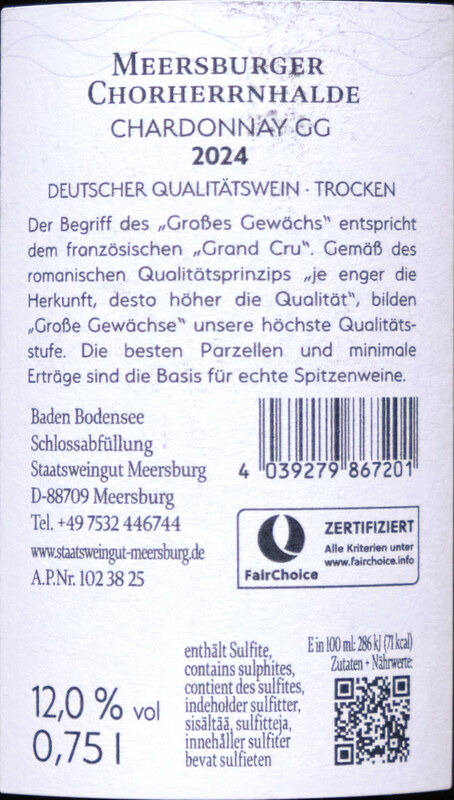 MEERSBURGER
CHORHERRNHALDE
CHARDONNAY GG
2024
DEUTSCHER QUALITÄTSWEIN · TROCKEN
Der Begriff des „Großes Gewächs“ entspricht
dem französischen „Grand Cru“. Gemäß des
romanischen Qualitätsprinzips „je enger die
Herkunft, desto höher die Qualität“, bilden
„Große Gewächse“ unsere höchste Qualitäts-
stufe. Die besten Parzellen und minimale
Erträge sind die Basis für echte Spitzenweine.
Baden Bodensee
Schlossabfüllung
Staatsweingut Meersburg
D-88709 Meersburg
Tel. +49 7532 446744
www.staatsweingut-meersburg.de
A.P.Nr. 102 38 25
4 039279 867201
ZERTIFIZIERT
Alle Kriterien unter
www.fairchoice.info
FairChoice
12,0 % vol
0,75 l
enthält Sulfite,
contains sulphites,
contient des sulfites,
indeholder sulfitter,
sisältää, sulfitteja,
innehåller sulfiter
bevat sulfieten
E in 100 ml: 286 kJ (71 kcal)
Zutaten + Nährwerte: